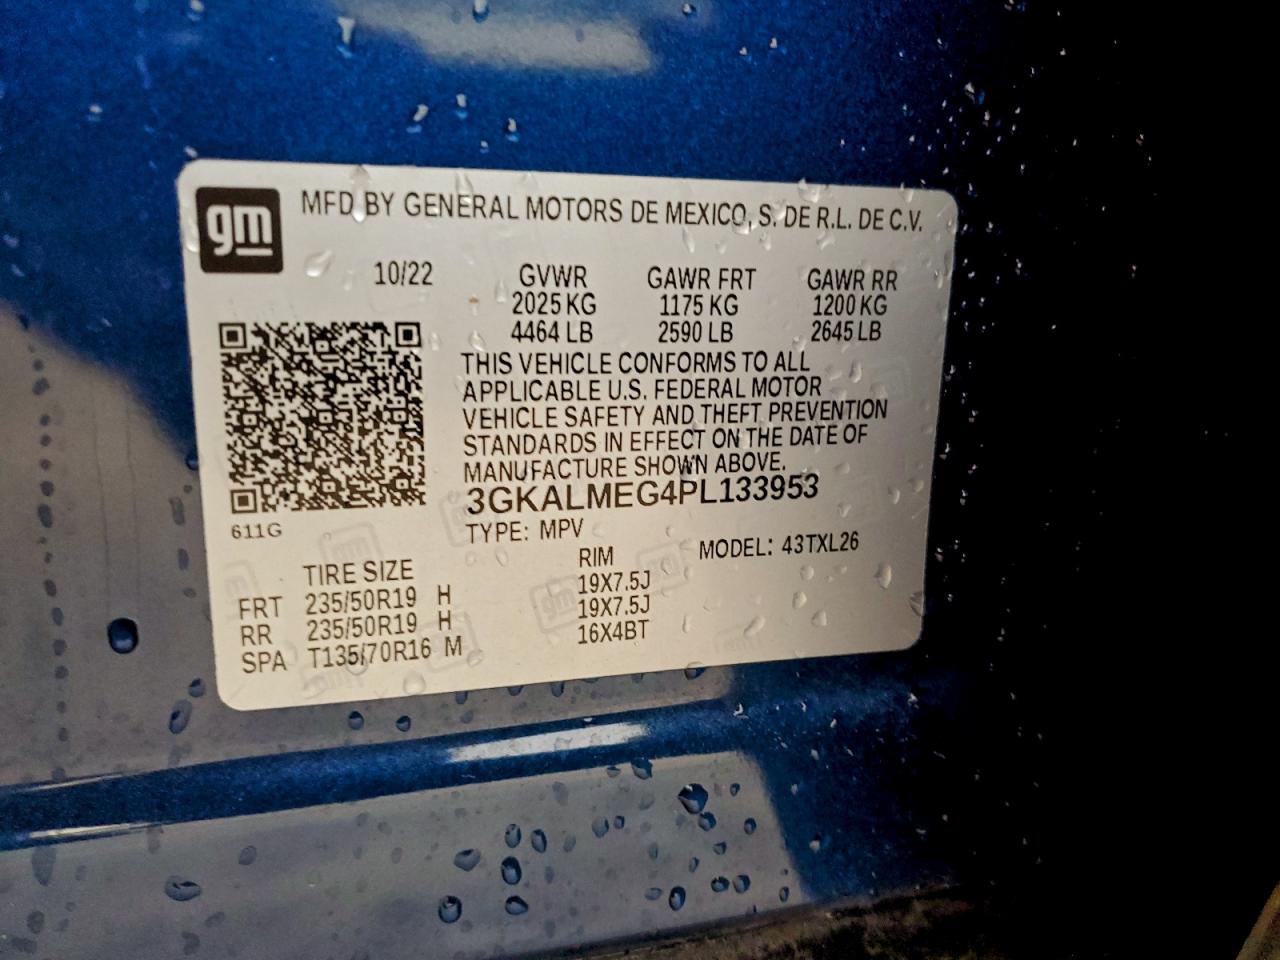 gm
MFD BY GENERAL MOTORS DE MEXICO, S. DE R.L. DE C.V.
10/22 GVWR GAWR FRT GAWR RR
2025 KG 1175 KG 1200 KG
4464 LB 2590 LB 2645 LB
THIS VEHICLE CONFORMS TO ALL
APPLICABLE U.S. FEDERAL MOTOR
VEHICLE SAFETY AND THEFT PREVENTION
STANDARDS IN EFFECT ON THE DATE OF
MANUFACTURE SHOWN ABOVE.
3GKALMEG4PL133953
611G
TYPE: MPV MODEL: 43TXL26
TIRE SIZE RIM
FRT 235/50R19 H 19X7.5J
RR 235/50R19 H 19X7.5J
SPA T135/70R16 M 16X4BT